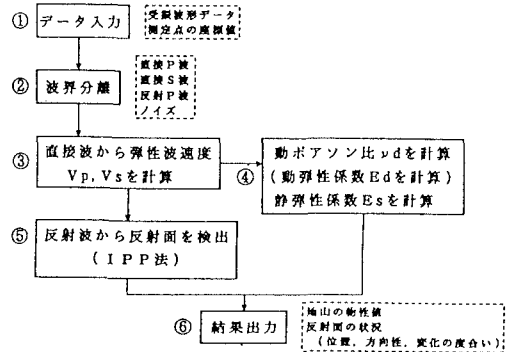 ① データ入力
受振波形データ
測定点の座標値
② 波界分離
直接P波
直接S波
反射P波
ノイズ
③ 直接波から弾性波速度
Vp,Vsを計算
④ 動ポアソン比νdを計算
(動弾性係数Edを計算)
静弾性係数Esを計算
⑤ 反射波から反射面を検出
(IPP法)
⑥ 結果出力
地山の物性値
反射面の状況
(位置,方向性,変化の度合い)